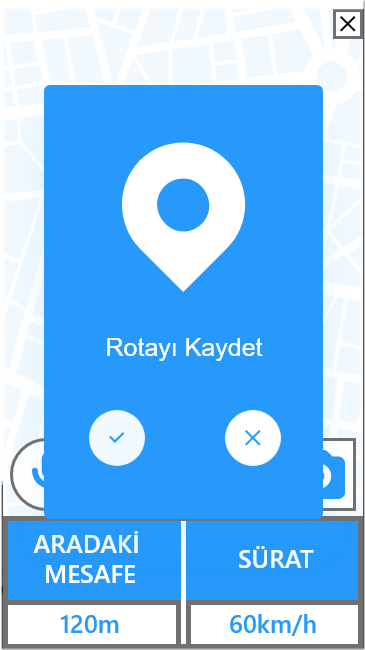 Rotayı Kaydet
ARADAKİ
MESAFE
SÜRAT
120m
60km/h